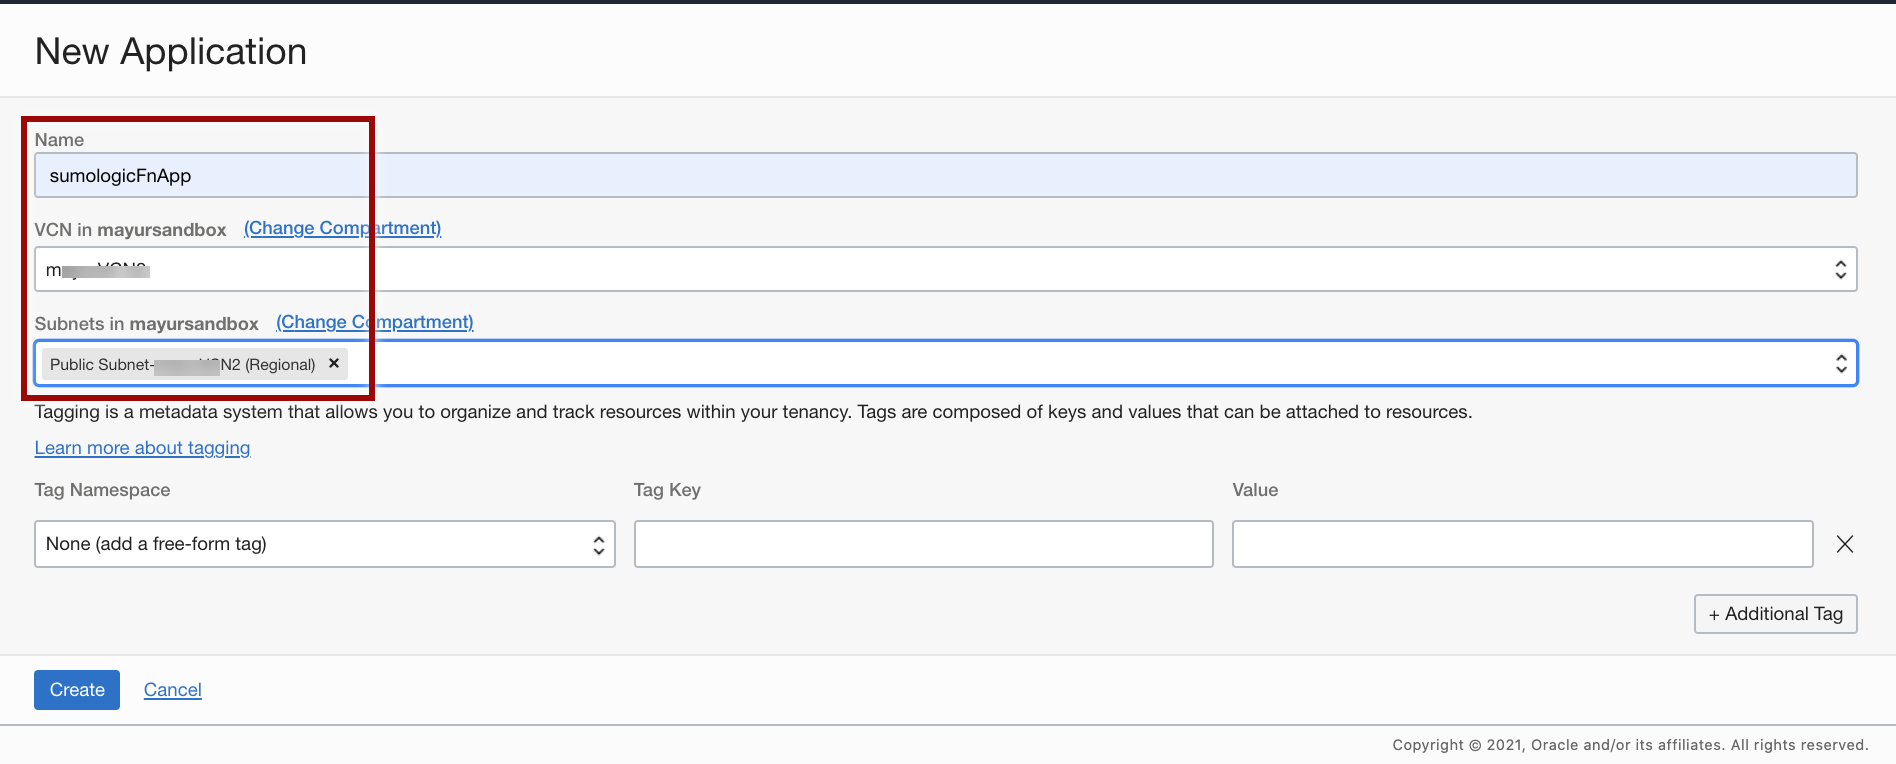 New Application
Name
sumologicFnApp
VCN in mayursandbox (Change Compartment)
Subnets in mayursandbox (Change Compartment)
Public Subnet- N2 (Regional) ×
Tagging is a metadata system that allows you to organize and track resources within your tenancy. Tags are composed of keys and values that can be attached to resources.
Learn more about tagging
Tag Namespace Tag Key Value
None (add a free-form tag)
+ Additional Tag
Create Cancel
Copyright © 2021, Oracle and/or its affiliates. All rights reserved.